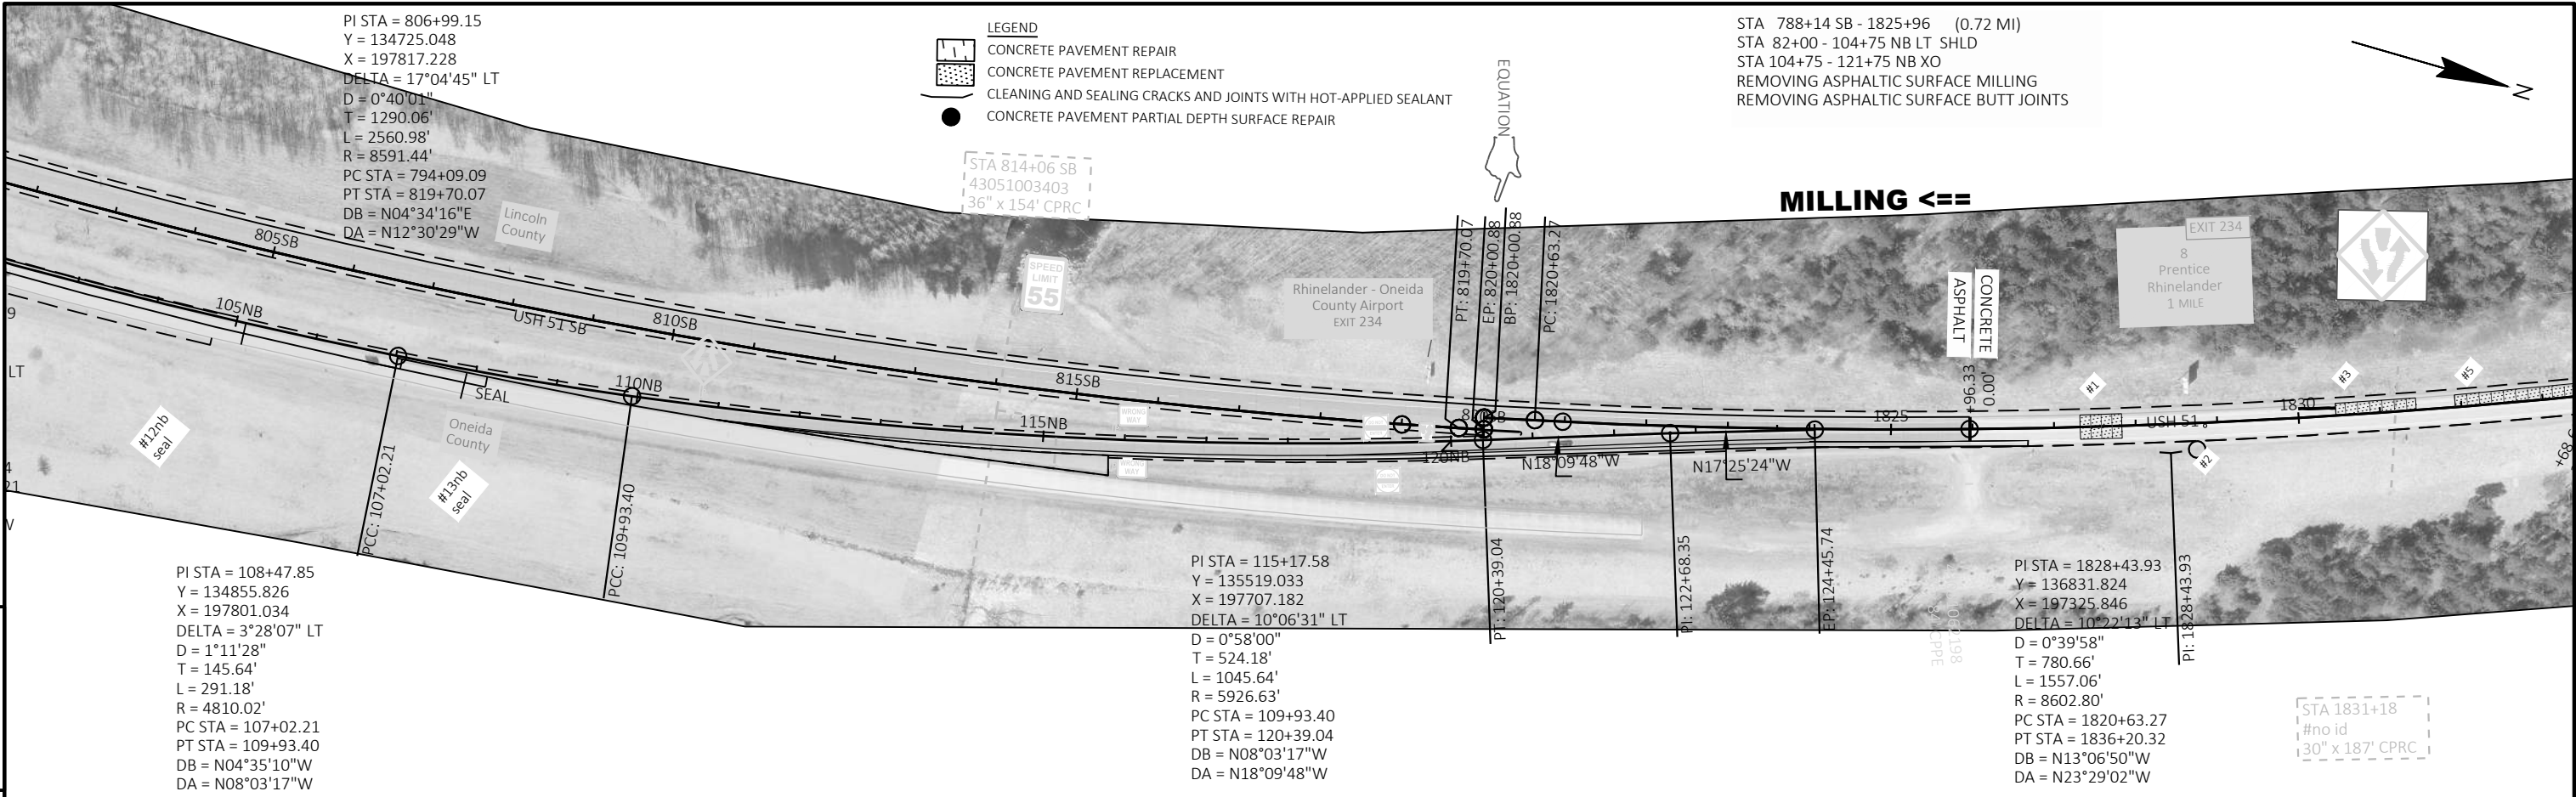 PI STA = 806+99.15
Y = 134725.048
X = 197817.228
DELTA = 17°04'45" LT
D = 0°40'01"
T = 1290.06'
L = 2560.98'
R = 8591.44'
PC STA = 794+09.09
PT STA = 819+70.07
DB = N04°34'16"E
DA = N12°30'29"W
LEGEND
CONCRETE PAVEMENT REPAIR
CONCRETE PAVEMENT REPLACEMENT
CLEANING AND SEALING CRACKS AND JOINTS WITH HOT-APPLIED SEALANT
CONCRETE PAVEMENT PARTIAL DEPTH SURFACE REPAIR
STA 788+14 SB - 1825+96 (0.72 MI)
STA 82+00 - 104+75 NB LT SHLD
STA 104+75 - 121+75 NB XO
REMOVING ASPHALTIC SURFACE MILLING
REMOVING ASPHALTIC SURFACE BUTT JOINTS
N
EQUATION
STA 814+06 SB
43051003403
36" x 154' CPRC
MILLING <==
Lincoln
County
805SB
105NB
USH 51 SB
810SB
SPEED
LIMIT
55
Rhinelander - Oneida
County Airport
EXIT 234
PT: 819+70.07
EP: 820+00.88
BP: 1820+00.88
PC: 1820+63.27
ASPHALT
CONCRETE
+96.33
0.00'
EXIT 234
8
Prentice
Rhinelander
1 MILE
#1
#3
#5
9
LT
110NB
SEAL
815SB
WRONG
WAY
115NB
1825
USH 51
1830
#2
#12nb
seal
Oneida
County
#13nb
seal
WRONG
WAY
120NB
N18°09'48"W
N17°25'24"W
4
21
PCC: 107+02.21
PCC: 109+93.40
PT: 120+39.04
PI: 122+68.35
EP: 124+45.74
PI: 1828+43.93
PI STA = 108+47.85
Y = 134855.826
X = 197801.034
DELTA = 3°28'07" LT
D = 1°11'28"
T = 145.64'
L = 291.18'
R = 4810.02'
PC STA = 107+02.21
PT STA = 109+93.40
DB = N04°35'10"W
DA = N08°03'17"W
PI STA = 115+17.58
Y = 135519.033
X = 197707.182
DELTA = 10°06'31" LT
D = 0°58'00"
T = 524.18'
L = 1045.64'
R = 5926.63'
PC STA = 109+93.40
PT STA = 120+39.04
DB = N08°03'17"W
DA = N18°09'48"W
PI STA = 1828+43.93
Y = 136831.824
X = 197325.846
DELTA = 10°22'13" LT
D = 0°39'58"
T = 780.66'
L = 1557.06'
R = 8602.80'
PC STA = 1820+63.27
PT STA = 1836+20.32
DB = N13°06'50"W
DA = N23°29'02"W
STA 1831+18
#no id
30" x 187' CPRC